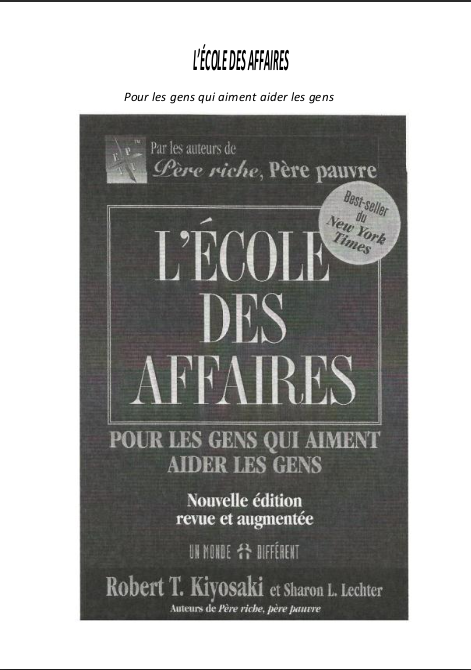 L'ÉCOLE DES AFFAIRES
Pour les gens qui aiment aider les gens
Par les auteurs de
Père riche, Père pauvre
Best-seller
du
New York
Times
L'ÉCOLE
DES
AFFAIRES
POUR LES GENS QUI AIMENT
AIDER LES GENS
Nouvelle édition
revue et augmentée
UN MONDE DIFFÉRENT
Robert T. Kiyosaki et Sharon L. Lechter
Auteurs de Père riche, père pauvre